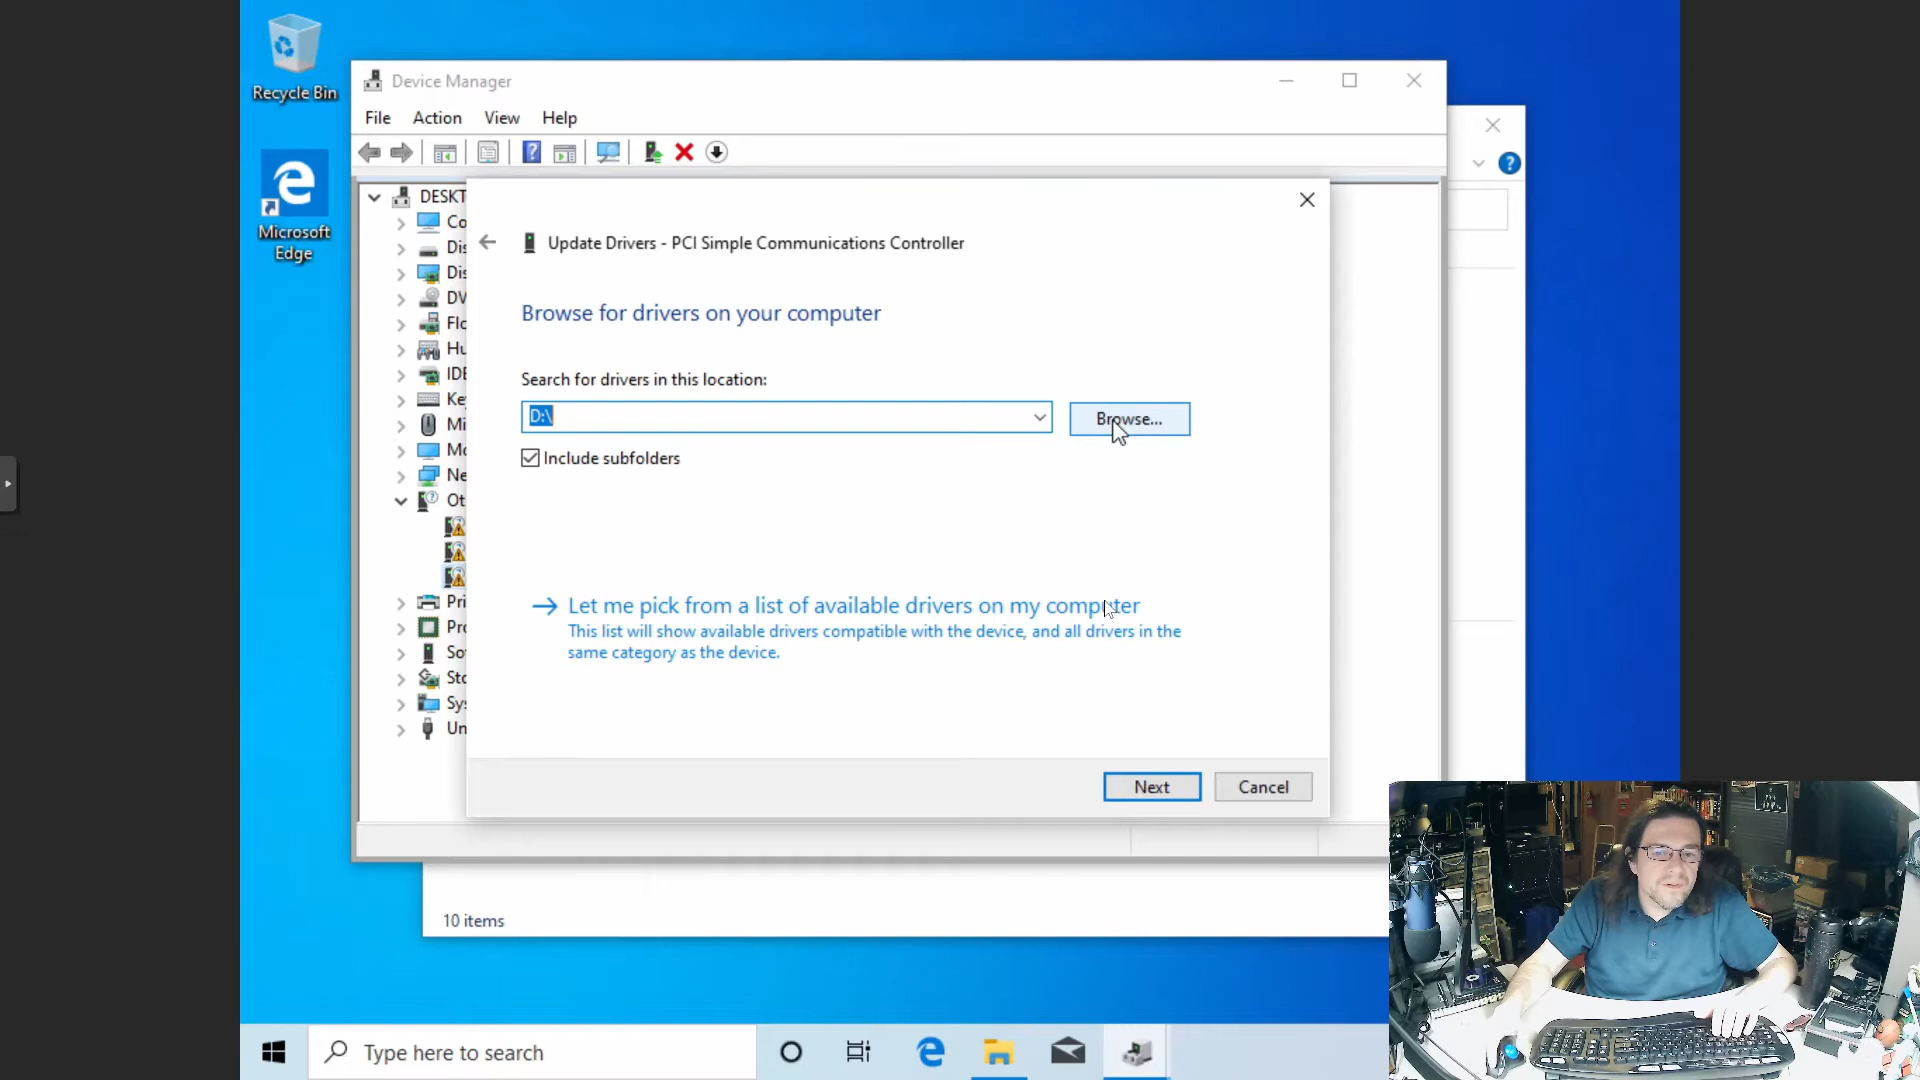 Recycle Bin
Microsoft
Edge
Device Manager
File Action View Help
DESKT
Co
Dis
Dis
DV
Flo
Hu
IDE
Key
Mi
Mo
Ne
Ot
Pri
Pro
So
Sto
Sys
Un
Update Drivers - PCI Simple Communications Controller
Browse for drivers on your computer
Search for drivers in this location:
D:\
Browse...
Include subfolders
Let me pick from a list of available drivers on my computer
This list will show available drivers compatible with the device, and all drivers in the
same category as the device.
Next Cancel
10 items
Type here to search